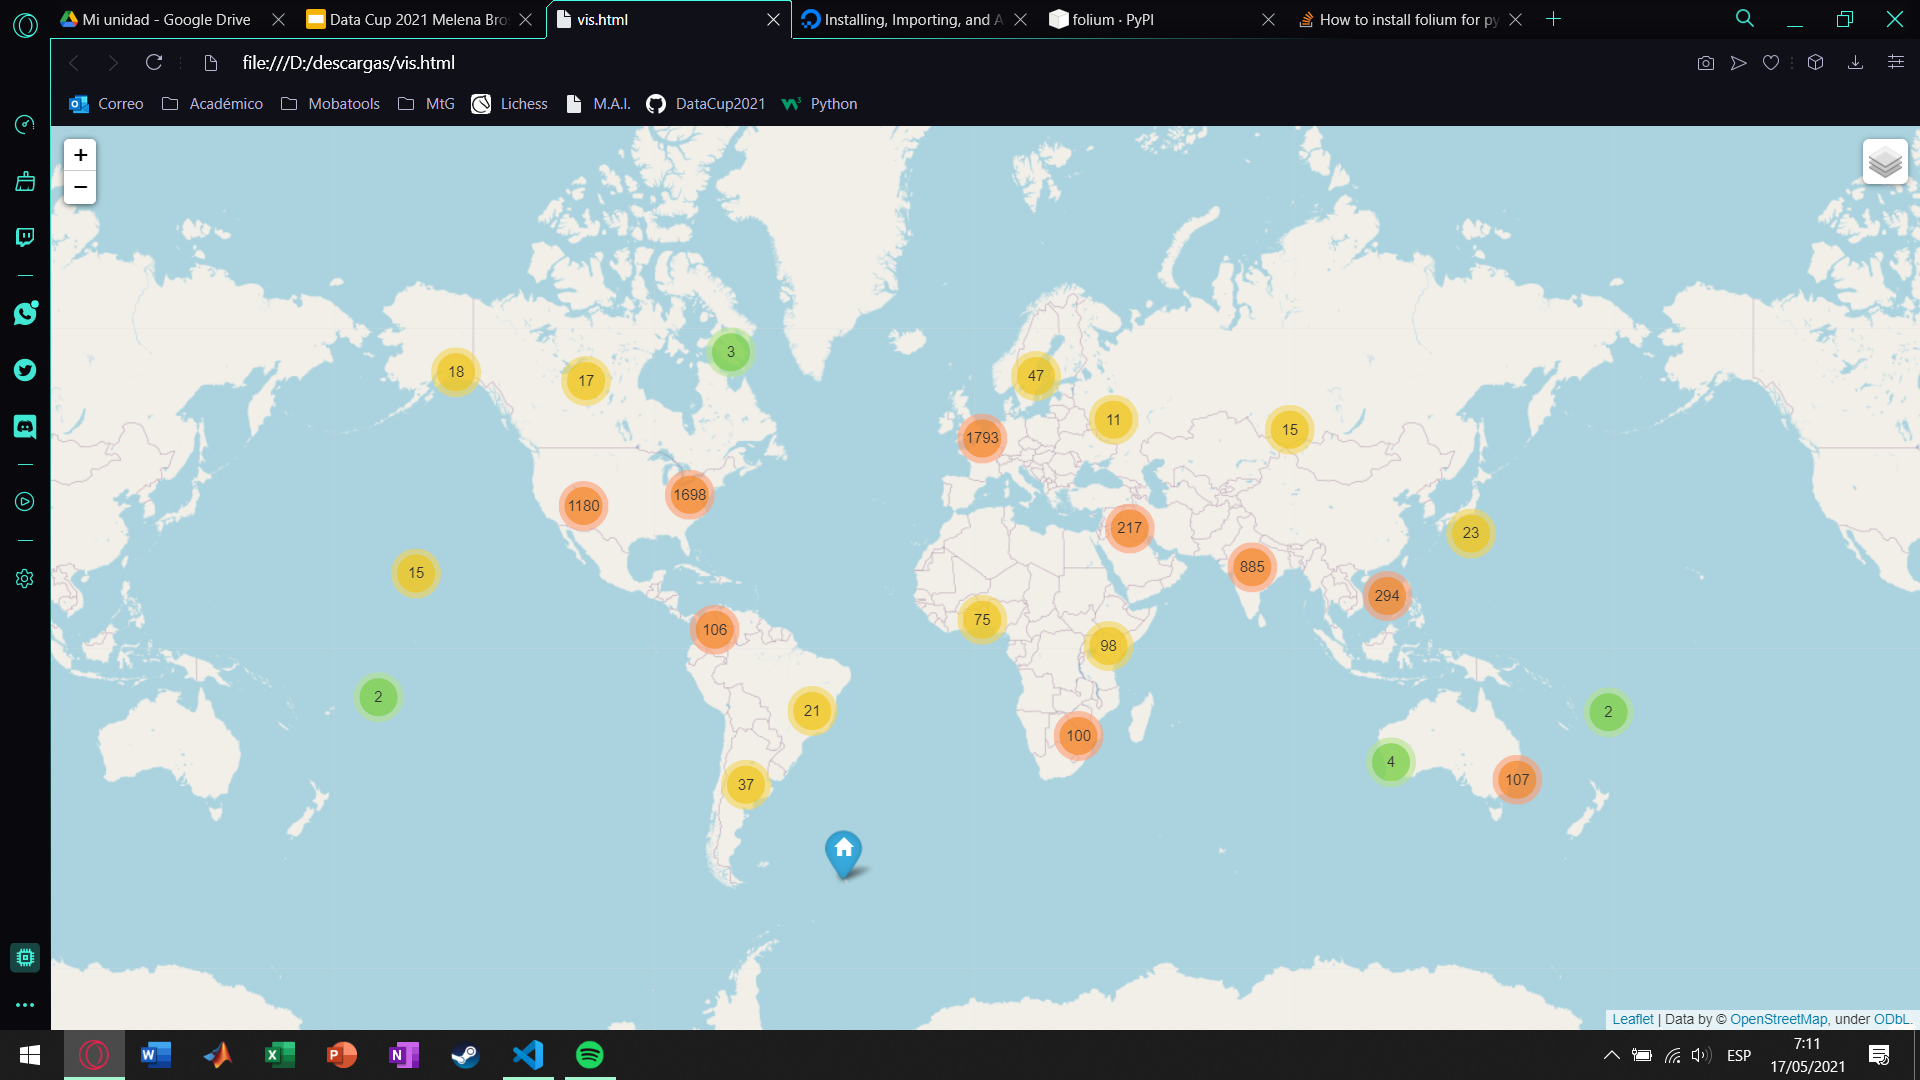 Mi unidad - Google Drive
Data Cup 2021 Melena Bro
vis.html
Installing, Importing, and A
folium · PyPI
How to install folium for py
file:///D:/descargas/vis.html
Correo
Académico
Mobatools
MtG
Lichess
M.A.I.
DataCup2021
Python
+
−
3
18
17
47
11
1793
15
1180
1698
217
23
885
15
294
106
75
98
2
21
2
100
4
37
107
Leaflet | Data by © OpenStreetMap, under ODbL.
ESP
7:11
17/05/2021